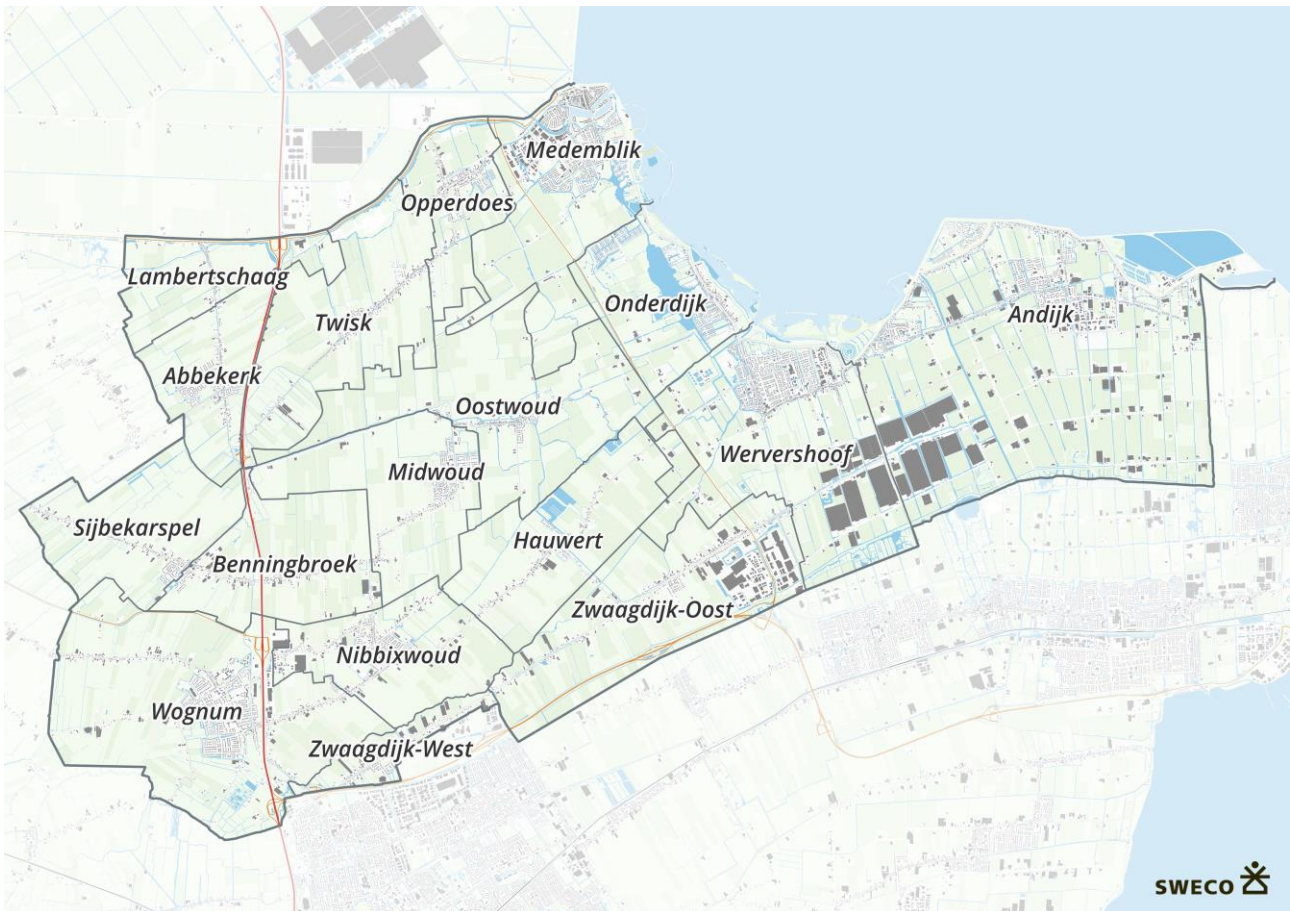 Medemblik
Opperdoes
Lambertschaag
Onderdijk
Andijk
Twisk
Abbekerk
Oostwoud
Wervershoof
Midwoud
Sijbekarspel
Hauwert
Benningbroek
Zwaagdijk-Oost
Nibbixwoud
Wognum
Zwaagdijk-West
SWECO